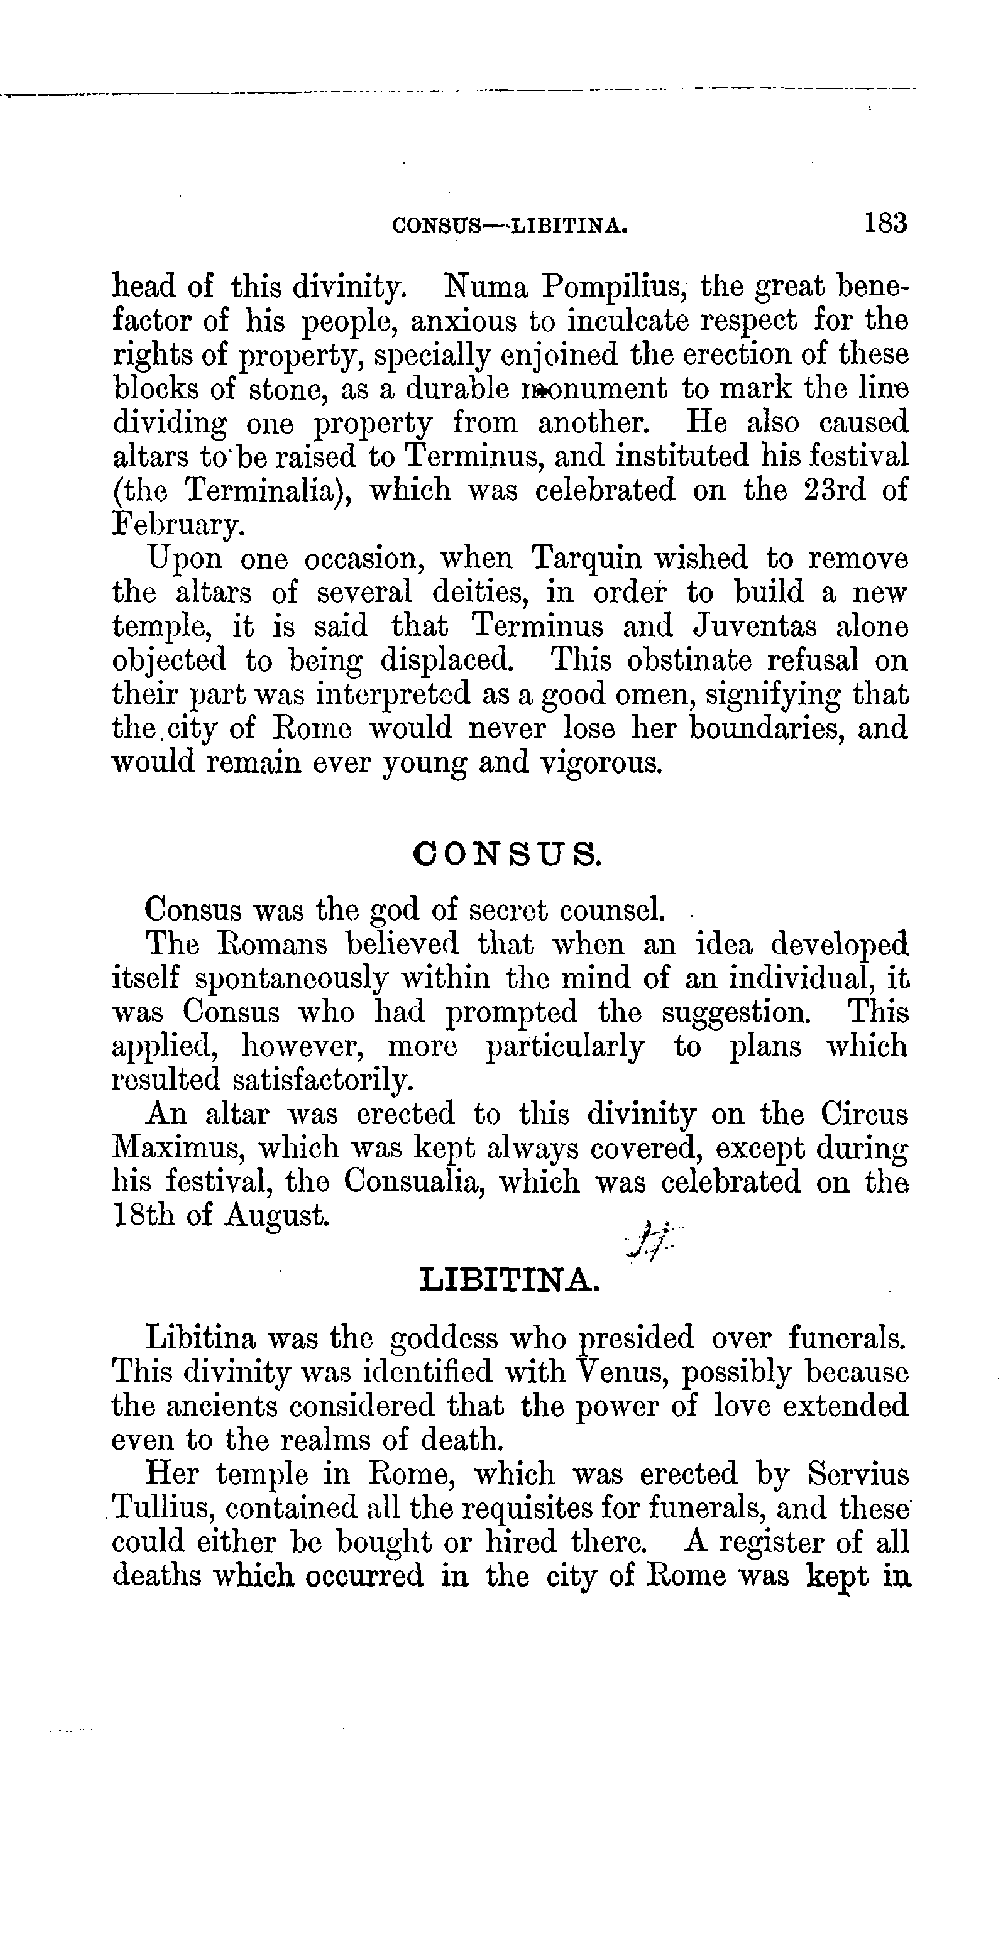 CONSUS—LIBITINA. 183
head of this divinity. Numa Pompilius, the great bene-
factor of his people, anxious to inculcate respect for the
rights of property, specially enjoined the erection of these
blocks of stone, as a durable monument to mark the line
dividing one property from another. He also caused
altars to be raised to Terminus, and instituted his festival
(the Terminalia), which was celebrated on the 23rd of
February.
Upon one occasion, when Tarquin wished to remove
the altars of several deities, in order to build a new
temple, it is said that Terminus and Juventas alone
objected to being displaced. This obstinate refusal on
their part was interpreted as a good omen, signifying that
the city of Rome would never lose her boundaries, and
would remain ever young and vigorous.
CONSUS.
Consus was the god of secret counsel.
The Romans believed that when an idea developed
itself spontaneously within the mind of an individual, it
was Consus who had prompted the suggestion. This
applied, however, more particularly to plans which
resulted satisfactorily.
An altar was erected to this divinity on the Circus
Maximus, which was kept always covered, except during
his festival, the Consualia, which was celebrated on the
18th of August.
LIBITINA.
Libitina was the goddess who presided over funerals.
This divinity was identified with Venus, possibly because
the ancients considered that the power of love extended
even to the realms of death.
Her temple in Rome, which was erected by Servius
Tullius, contained all the requisites for funerals, and these
could either be bought or hired there. A register of all
deaths which occurred in the city of Rome was kept in